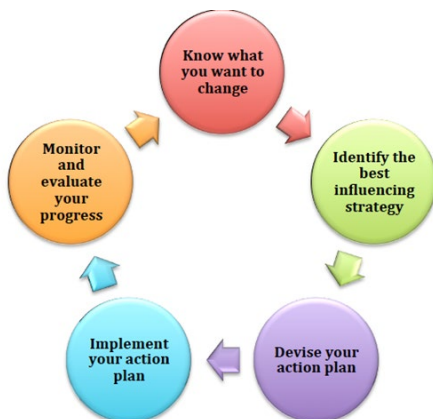 Know what
you want to
change
Identify the
best
influencing
strategy
Devise your
action plan
Implement
your action
plan
Monitor
and
evaluate
your
progress